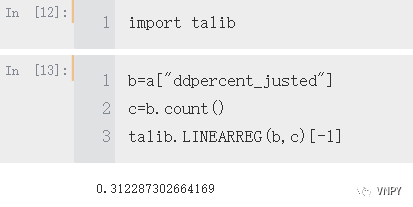 In [12]:
1 import talib
In [13]:
1 b=a["ddpercent_justed"]
2 c=b.count()
3 talib.LINEARREG(b,c)[-1]
0.312287302664169
VNPY